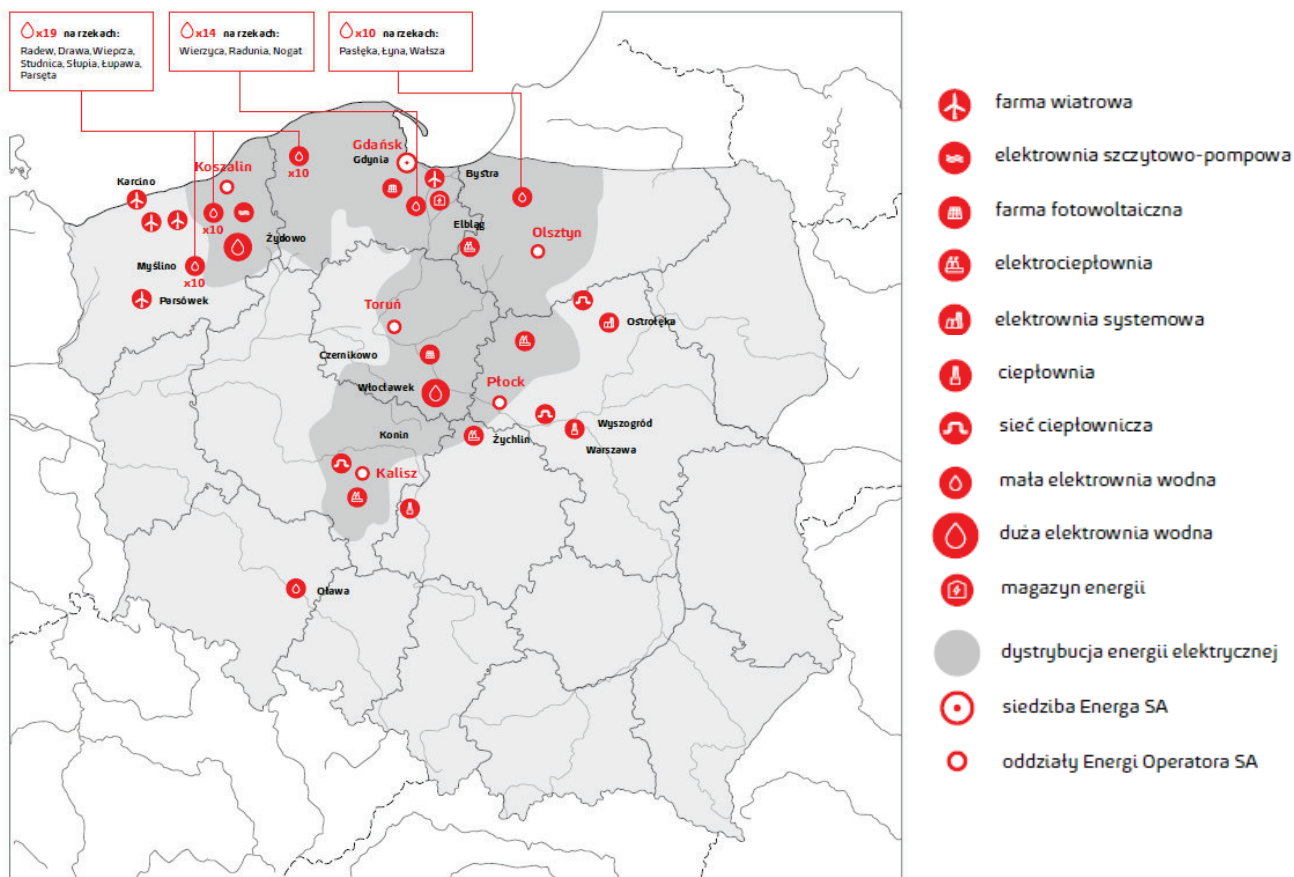 x19 na rzekach:
Radew, Drawa, Wieprza,
Studnica, Słupia, Łupawa,
Parsęta
x14 na rzekach:
Wierzyca, Radunia, Nogat
x10 na rzekach:
Pasłęka, Łyna, Wałsza
Gdańsk
Gdynia
Koszalin
x10
Bystra
Karcino
x10
Elbląg
Olsztyn
Żydowo
Myślino
x10
Parsówek
Toruń
Ostrołęka
Czernikowo
Włocławek
Płock
Wyszogród
Konin
Żychlin
Warszawa
Kalisz
Oława
farma wiatrowa
elektrownia szczytowo-pompowa
farma fotowoltaiczna
elektrociepłownia
elektrownia systemowa
ciepłownia
sieć ciepłownicza
mała elektrownia wodna
duża elektrownia wodna
magazyn energii
dystrybucja energii elektrycznej
siedziba Energa SA
oddziały Energi Operatora SA